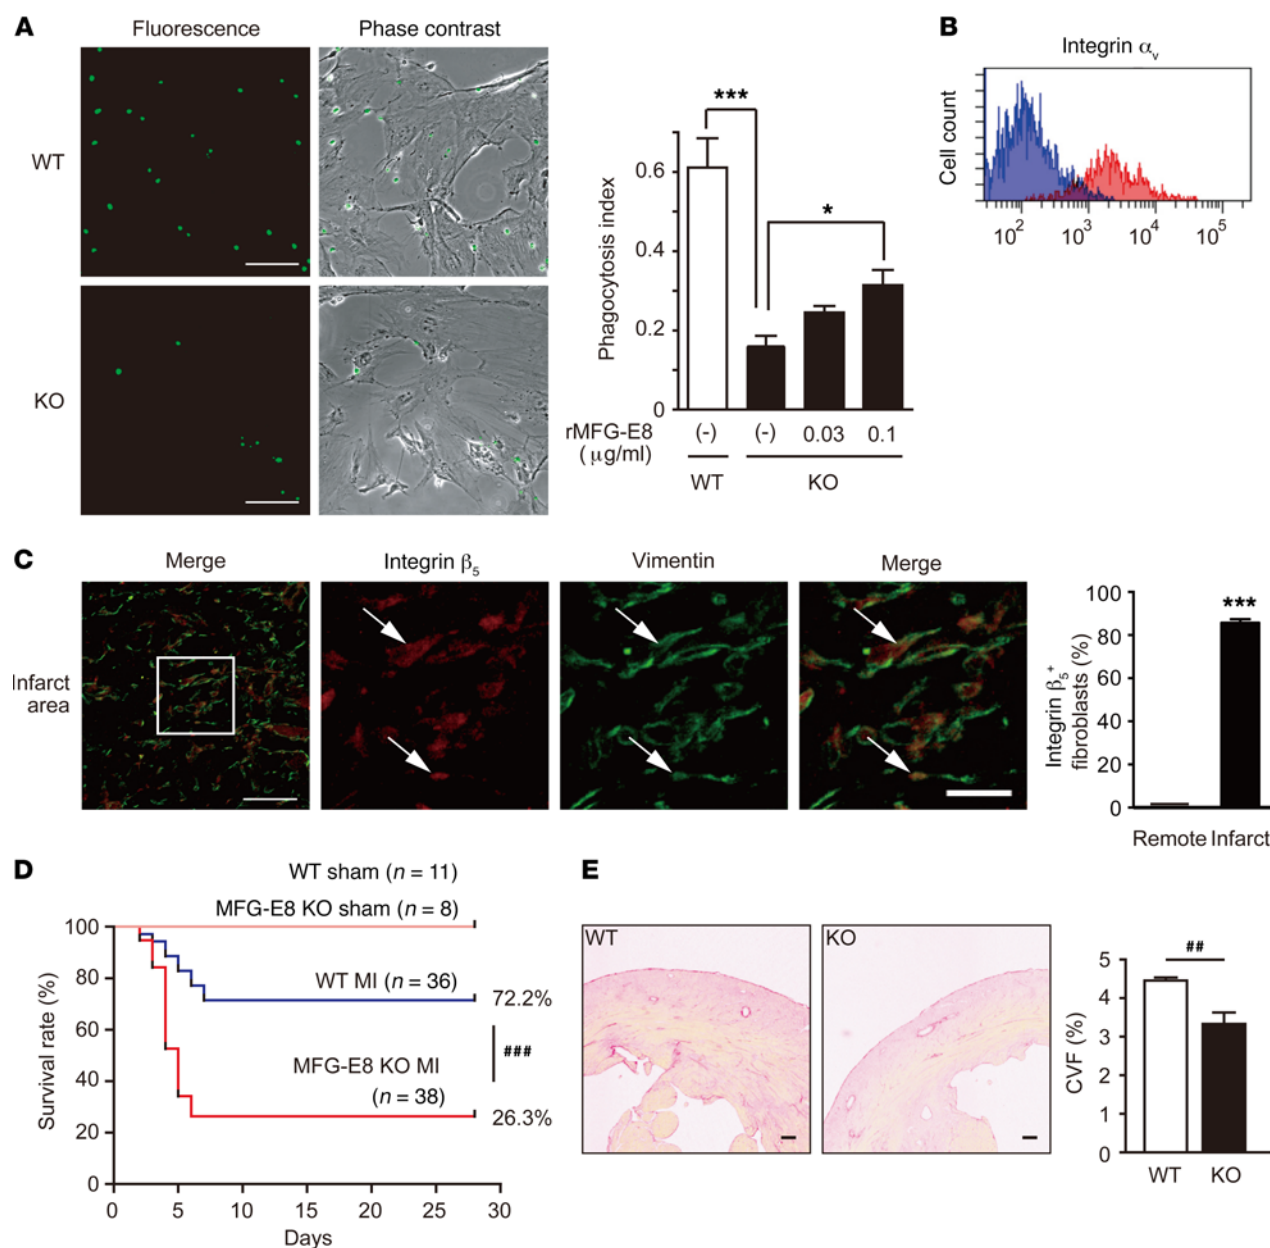 A
Fluorescence
Phase contrast
WT
KO
***
*
Phagocytosis index
0.6
0.4
0.2
0
rMFG-E8
(μg/ml)
(-) (-) 0.03 0.1
WT KO
B
Integrin αv
Cell count
10² 10³ 10⁴ 10⁵
C
Merge
Integrin β₅
Vimentin
Merge
Infarct
area
Integrin β₅⁺
fibroblasts (%)
100
80
60
40
20
0
***
Remote Infarct
D
WT sham (n = 11)
MFG-E8 KO sham (n = 8)
WT MI (n = 36)
72.2%
###
MFG-E8 KO MI
(n = 38)
26.3%
Survival rate (%)
100
80
60
40
20
0
0 5 10 15 20 25 30
Days
E
WT
KO
##
CVF (%)
5
4
3
2
1
0
WT KO